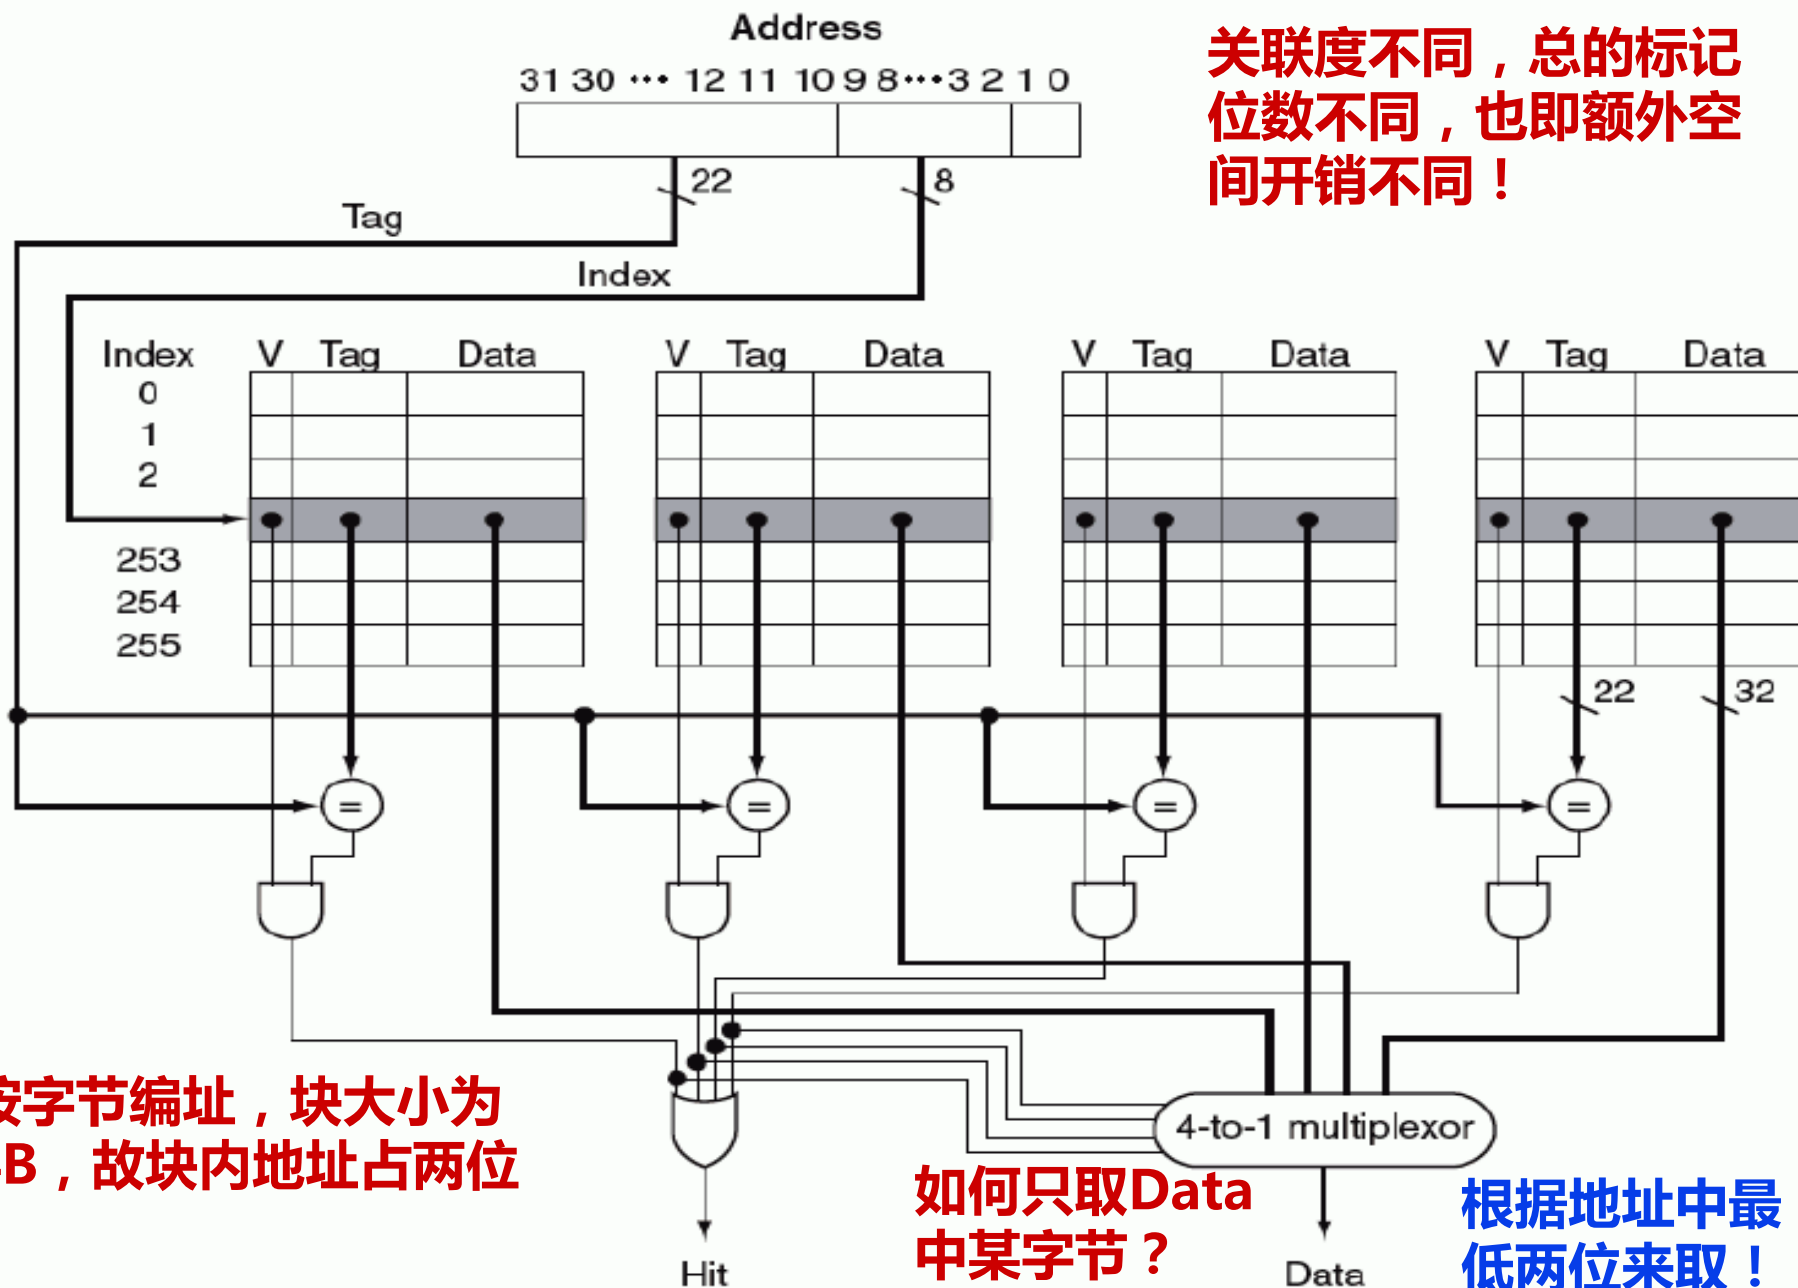 Address
关联度不同，总的标记
位数不同，也即额外空
间开销不同！
31 30 ••• 12 11 10 9 8 ••• 3 2 1 0
22
8
Tag
Index
Index V Tag Data V Tag Data V Tag Data V Tag Data
0
1
2
253
254
255
22 32
= = = =
按字节编址，块大小为
B，故块内地址占两位
4-to-1 multiplexor
如何只取Data
中某字节？
根据地址中最
低两位来取！
Hit
Data